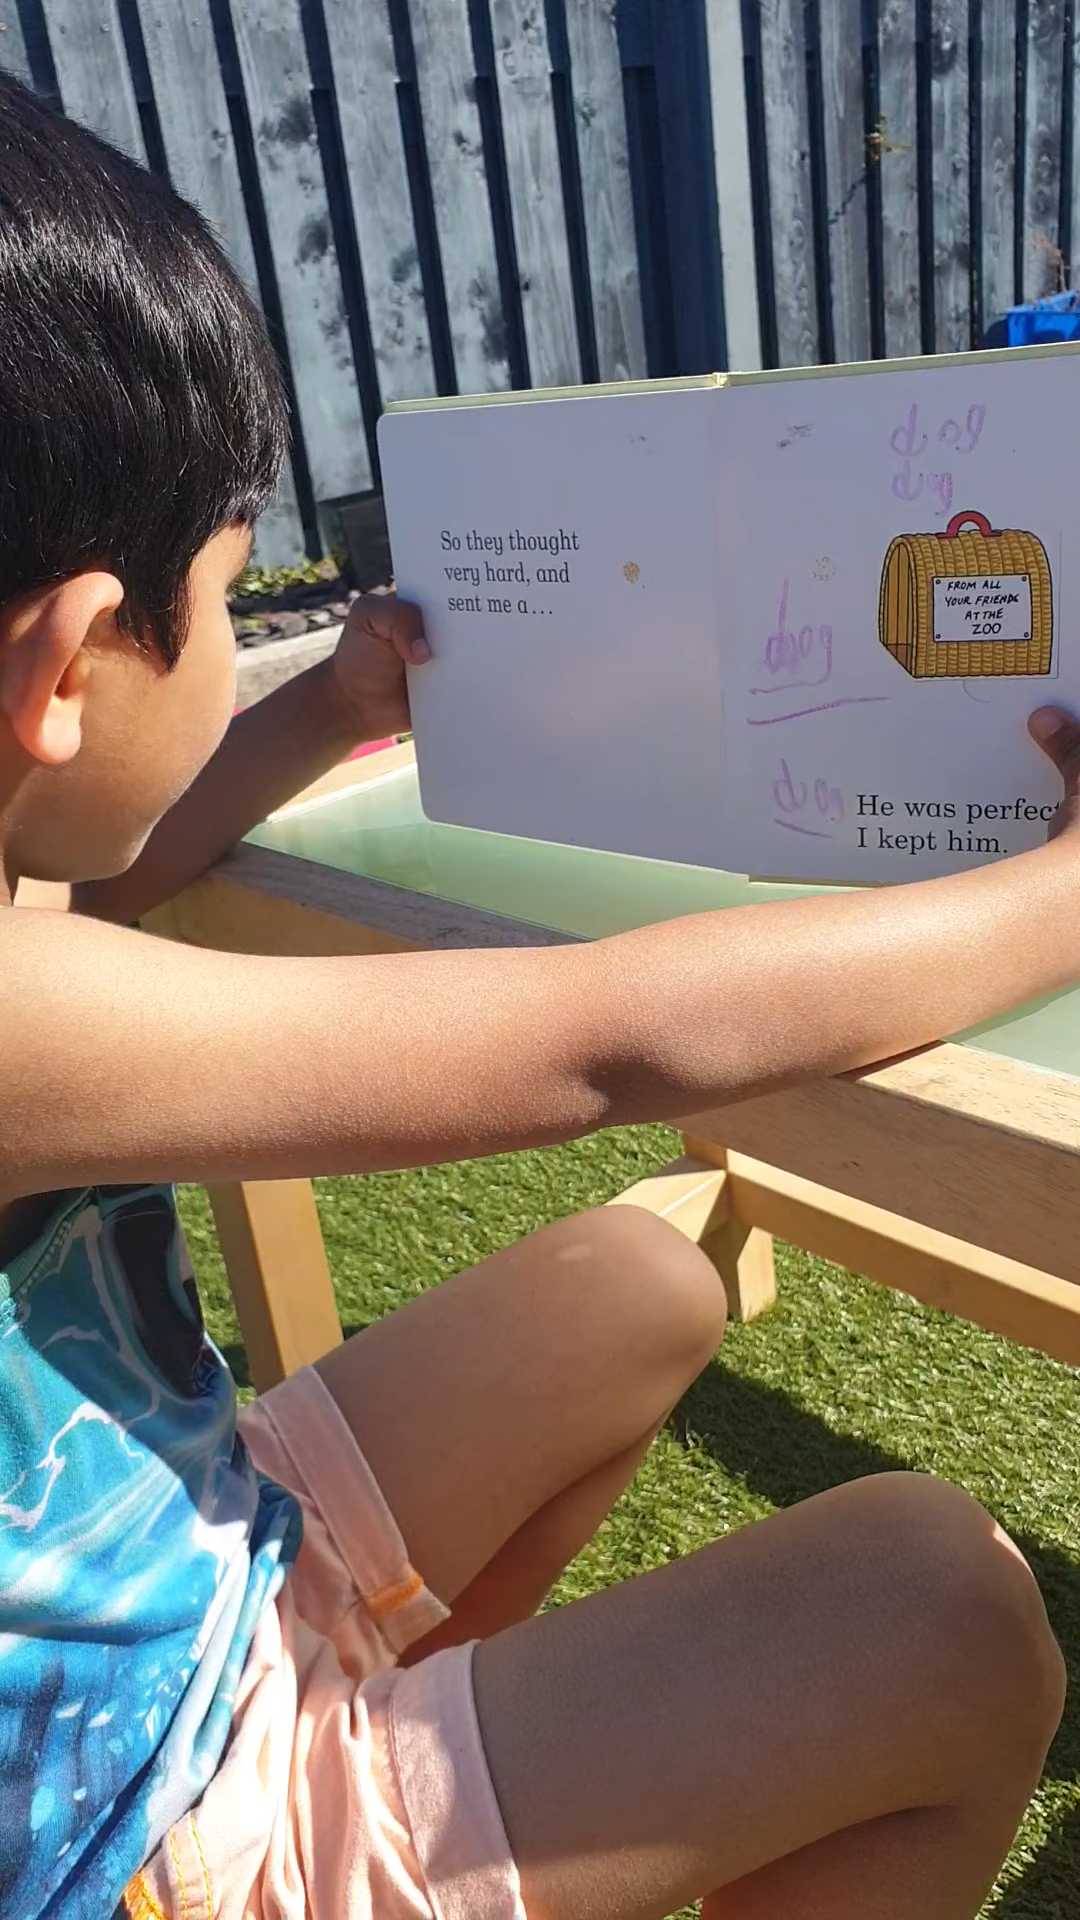 So they thought
very hard, and
sent me a...
dog
dog
FROM ALL
YOUR FRIENDS
AT THE
ZOO
dog
dog
He was perfect
I kept him.